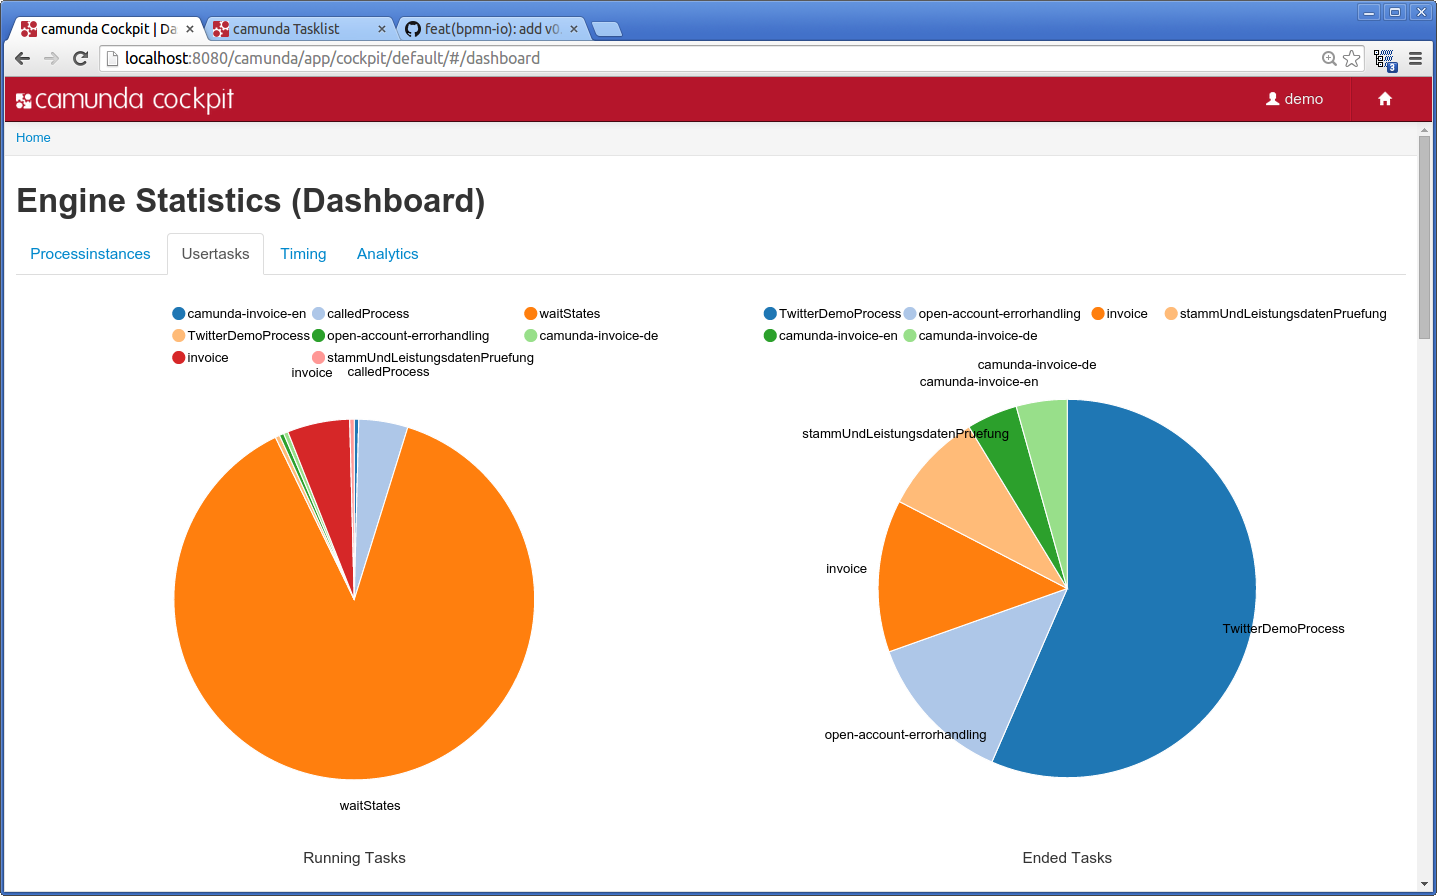 camunda Cockpit | Da
camunda Tasklist
feat(bpmn-io): add v0.
localhost:8080/camunda/app/cockpit/default/#/dashboard
3
camunda cockpit
demo
Home
Engine Statistics (Dashboard)
Processinstances Usertasks Timing Analytics
camunda-invoice-en calledProcess waitStates
TwitterDemoProcess open-account-errorhandling camunda-invoice-de
invoice stammUndLeistungsdatenPruefung
invoice calledProcess
waitStates
Running Tasks
TwitterDemoProcess open-account-errorhandling invoice stammUndLeistungsdatenPruefung
camunda-invoice-en camunda-invoice-de
camunda-invoice-de
camunda-invoice-en
stammUndLeistungsdatenPruefung
invoice
TwitterDemoProcess
open-account-errorhandling
Ended Tasks